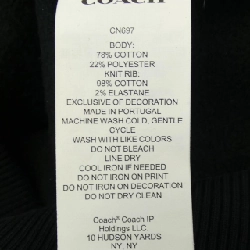 COACH
CN097
BODY:
78% COTTON
22% POLYESTER
KNIT RIB:
98% COTTON
2% ELASTANE
EXCLUSIVE OF DECORATION
MADE IN PORTUGAL
MACHINE WASH COLD, GENTLE
CYCLE
WASH WITH LIKE COLORS
DO NOT BLEACH
LINE DRY
COOL IRON IF NEEDED
DO NOT IRON ON PRINT
DO NOT IRON ON DECORATION
DO NOT DRY CLEAN
Coach® Coach IP
Holdings LLC.
10 HUDSON YARDS
NY, NY